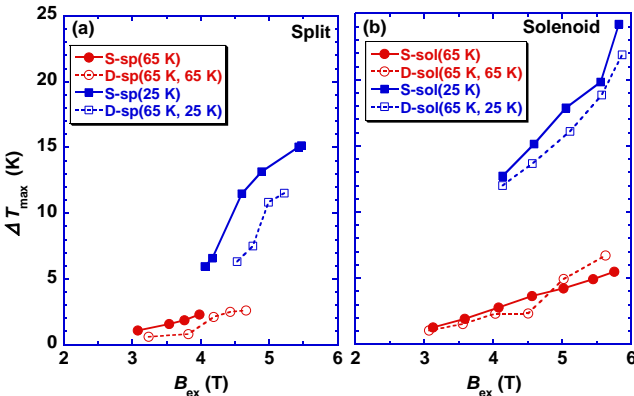 (a)
Split
S-sp(65 K)
D-sp(65 K, 65 K)
S-sp(25 K)
D-sp(65 K, 25 K)
25
20
15
10
5
0
ΔT_max (K)
2 3 4 5 6
B_ex (T)
(b)
Solenoid
S-sol(65 K)
D-sol(65 K, 65 K)
S-sol(25 K)
D-sol(65 K, 25 K)
2 3 4 5 6
B_ex (T)